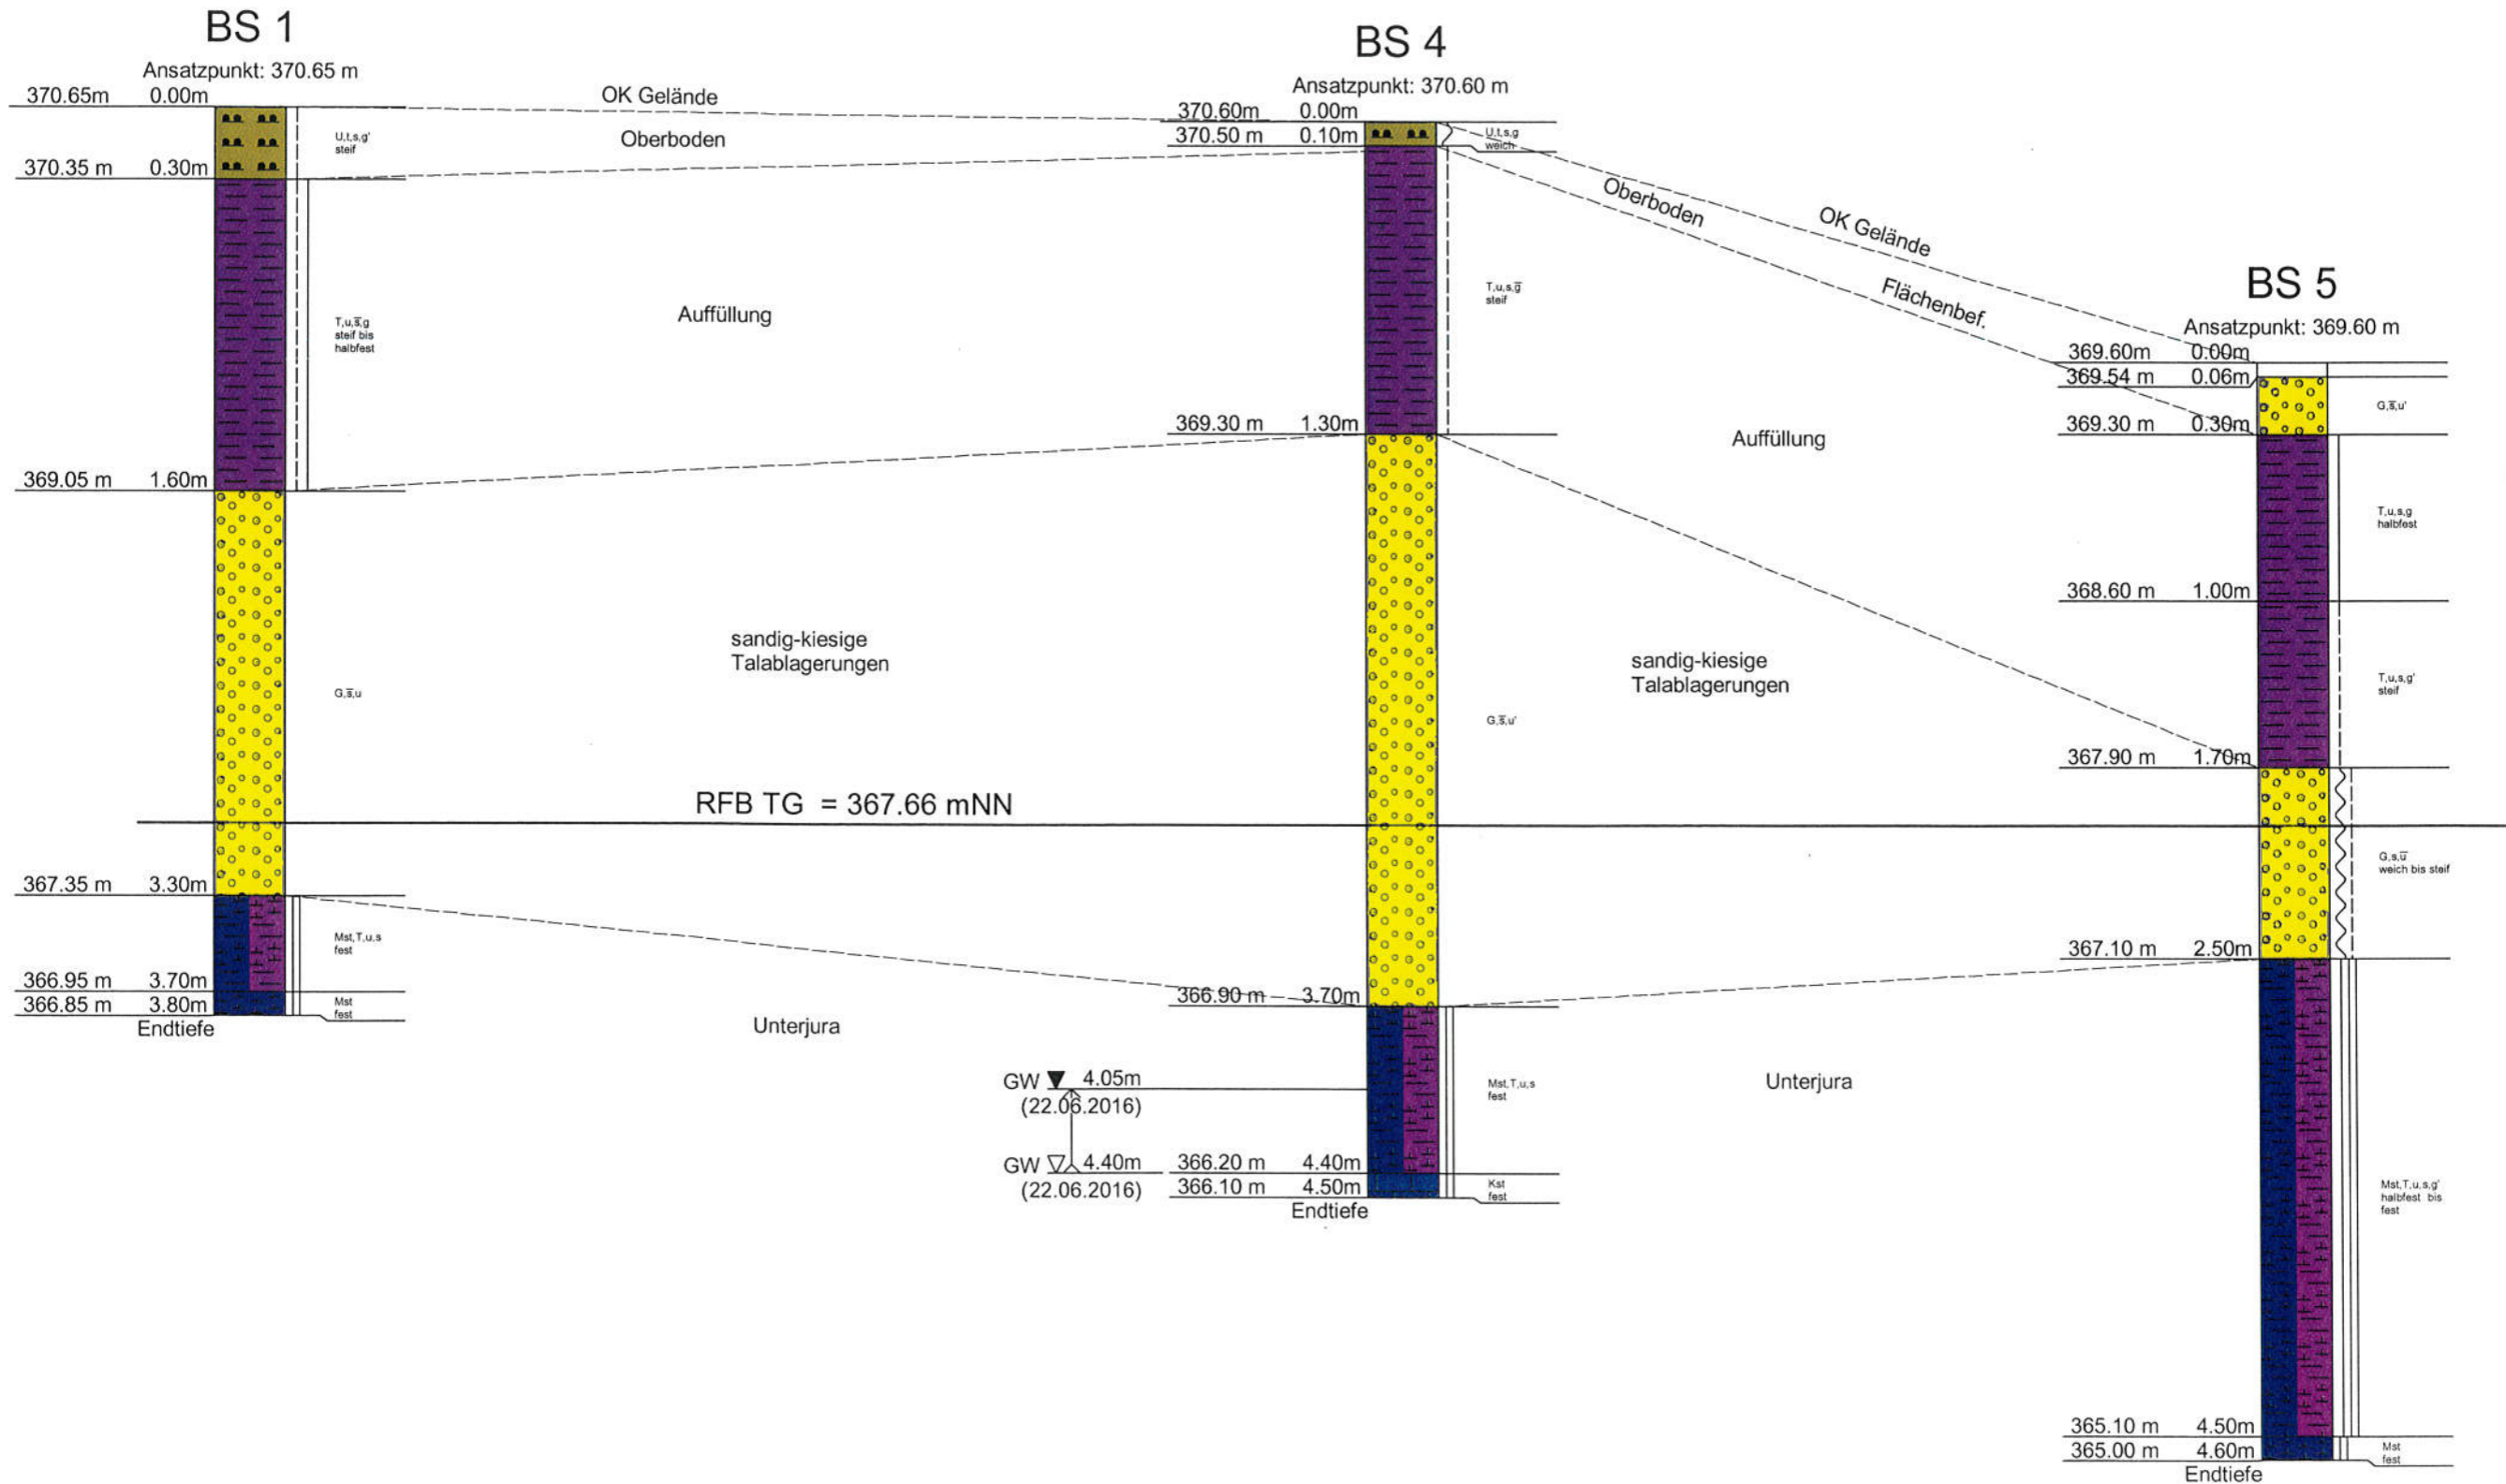 BS 1
Ansatzpunkt: 370.65 m
370.65m 0.00m
U,t,s,g'
steif
370.35 m 0.30m
T,u,s̅,g
steif bis
halbfest
369.05 m 1.60m
G,s̅,u
367.35 m 3.30m
Mst,T,u,s
fest
366.95 m 3.70m
366.85 m 3.80m
Mst
fest
Endtiefe
OK Gelände
Oberboden
Auffüllung
sandig-kiesige
Talablagerungen
RFB TG = 367.66 mNN
Unterjura
BS 4
Ansatzpunkt: 370.60 m
370.60m 0.00m
370.50 m 0.10m
U,t,s,g
weich
T,u,s,g̅
steif
369.30 m 1.30m
G,s̅,u'
366.90 m 3.70m
Mst,T,u,s
fest
GW 4.05m
(22.06.2016)
GW 4.40m
(22.06.2016)
366.20 m 4.40m
366.10 m 4.50m
Kst
fest
Endtiefe
OK Gelände
Oberboden
Flächenbef.
Auffüllung
sandig-kiesige
Talablagerungen
Unterjura
BS 5
Ansatzpunkt: 369.60 m
369.60m 0.00m
369.54 m 0.06m
G,s̅,u'
369.30 m 0.30m
T,u,s,g
halbfest
368.60 m 1.00m
T,u,s,g'
steif
367.90 m 1.70m
G,s,u̅
weich bis steif
367.10 m 2.50m
Mst,T,u,s,g'
halbfest bis
fest
365.10 m 4.50m
365.00 m 4.60m
Mst
fest
Endtiefe